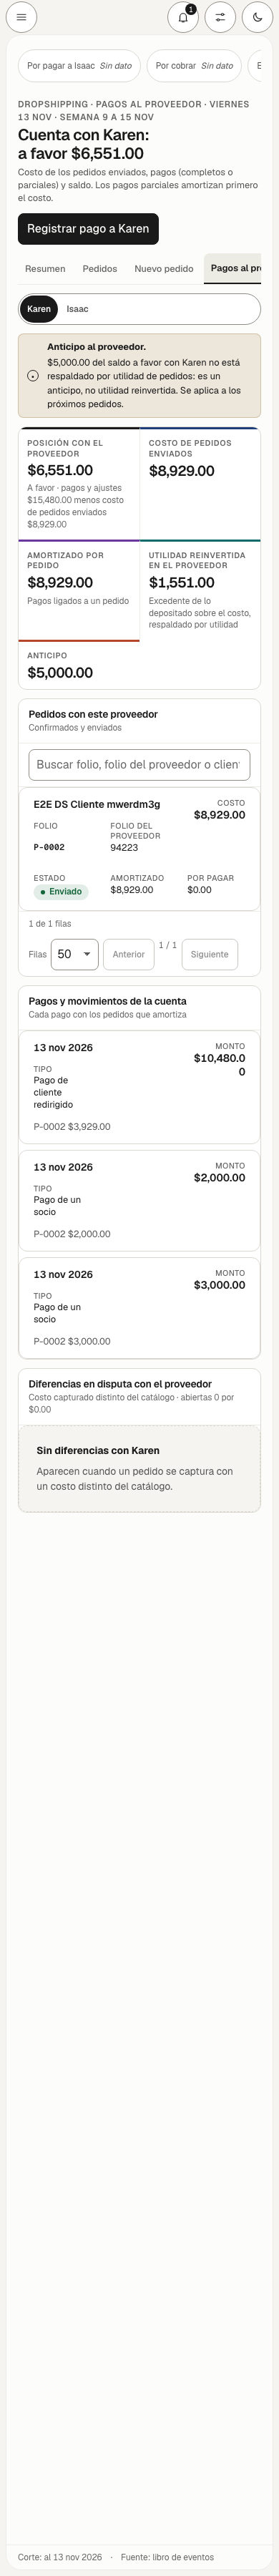 1
Por pagar a Isaac Sin dato
Por cobrar Sin dato
E
DROPSHIPPING · PAGOS AL PROVEEDOR · VIERNES
13 NOV · SEMANA 9 A 15 NOV
Cuenta con Karen:
a favor $6,551.00
Costo de los pedidos enviados, pagos (completos o
parciales) y saldo. Los pagos parciales amortizan primero
el costo.
Registrar pago a Karen
Resumen
Pedidos
Nuevo pedido
Pagos al pro
Karen
Isaac
Anticipo al proveedor.
$5,000.00 del saldo a favor con Karen no está
respaldado por utilidad de pedidos: es un
anticipo, no utilidad reinvertida. Se aplica a los
próximos pedidos.
POSICIÓN CON EL
PROVEEDOR
$6,551.00
A favor · pagos y ajustes
$15,480.00 menos costo
de pedidos enviados
$8,929.00
COSTO DE PEDIDOS
ENVIADOS
$8,929.00
AMORTIZADO POR
PEDIDO
$8,929.00
Pagos ligados a un pedido
UTILIDAD REINVERTIDA
EN EL PROVEEDOR
$1,551.00
Excedente de lo
depositado sobre el costo,
respaldado por utilidad
ANTICIPO
$5,000.00
Pedidos con este proveedor
Confirmados y enviados
Buscar folio, folio del proveedor o client
E2E DS Cliente mwerdm3g
COSTO
$8,929.00
FOLIO
P-0002
FOLIO DEL
PROVEEDOR
94223
ESTADO
Enviado
AMORTIZADO
$8,929.00
POR PAGAR
$0.00
1 de 1 filas
Filas
50
Anterior
1 / 1
Siguiente
Pagos y movimientos de la cuenta
Cada pago con los pedidos que amortiza
13 nov 2026
MONTO
$10,480.0
0
TIPO
Pago de
cliente
redirigido
P-0002 $3,929.00
13 nov 2026
MONTO
$2,000.00
TIPO
Pago de un
socio
P-0002 $2,000.00
13 nov 2026
MONTO
$3,000.00
TIPO
Pago de un
socio
P-0002 $3,000.00
Diferencias en disputa con el proveedor
Costo capturado distinto del catálogo · abiertas 0 por
$0.00
Sin diferencias con Karen
Aparecen cuando un pedido se captura con
un costo distinto del catálogo.
Corte: al 13 nov 2026 · Fuente: libro de eventos